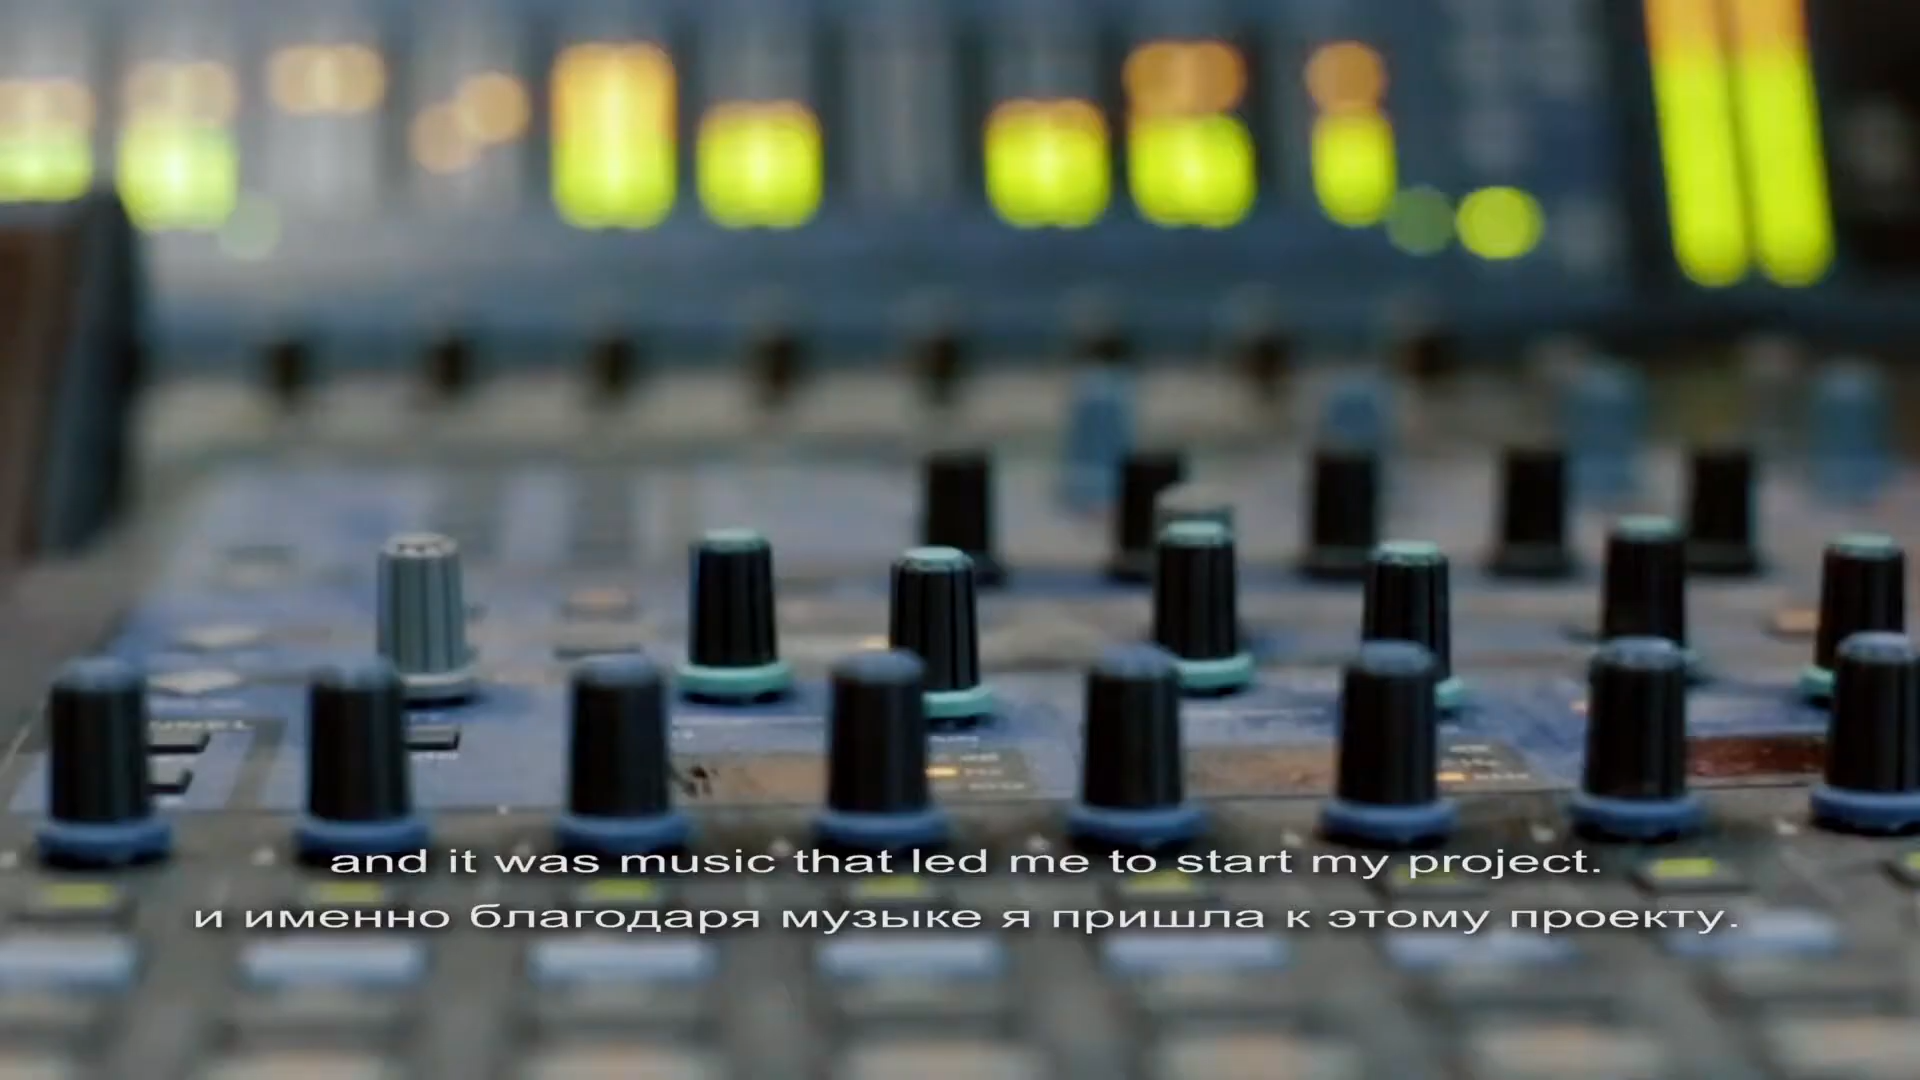 and it was music that led me to start my project.
и именно благодаря музыке я пришла к этому проекту.